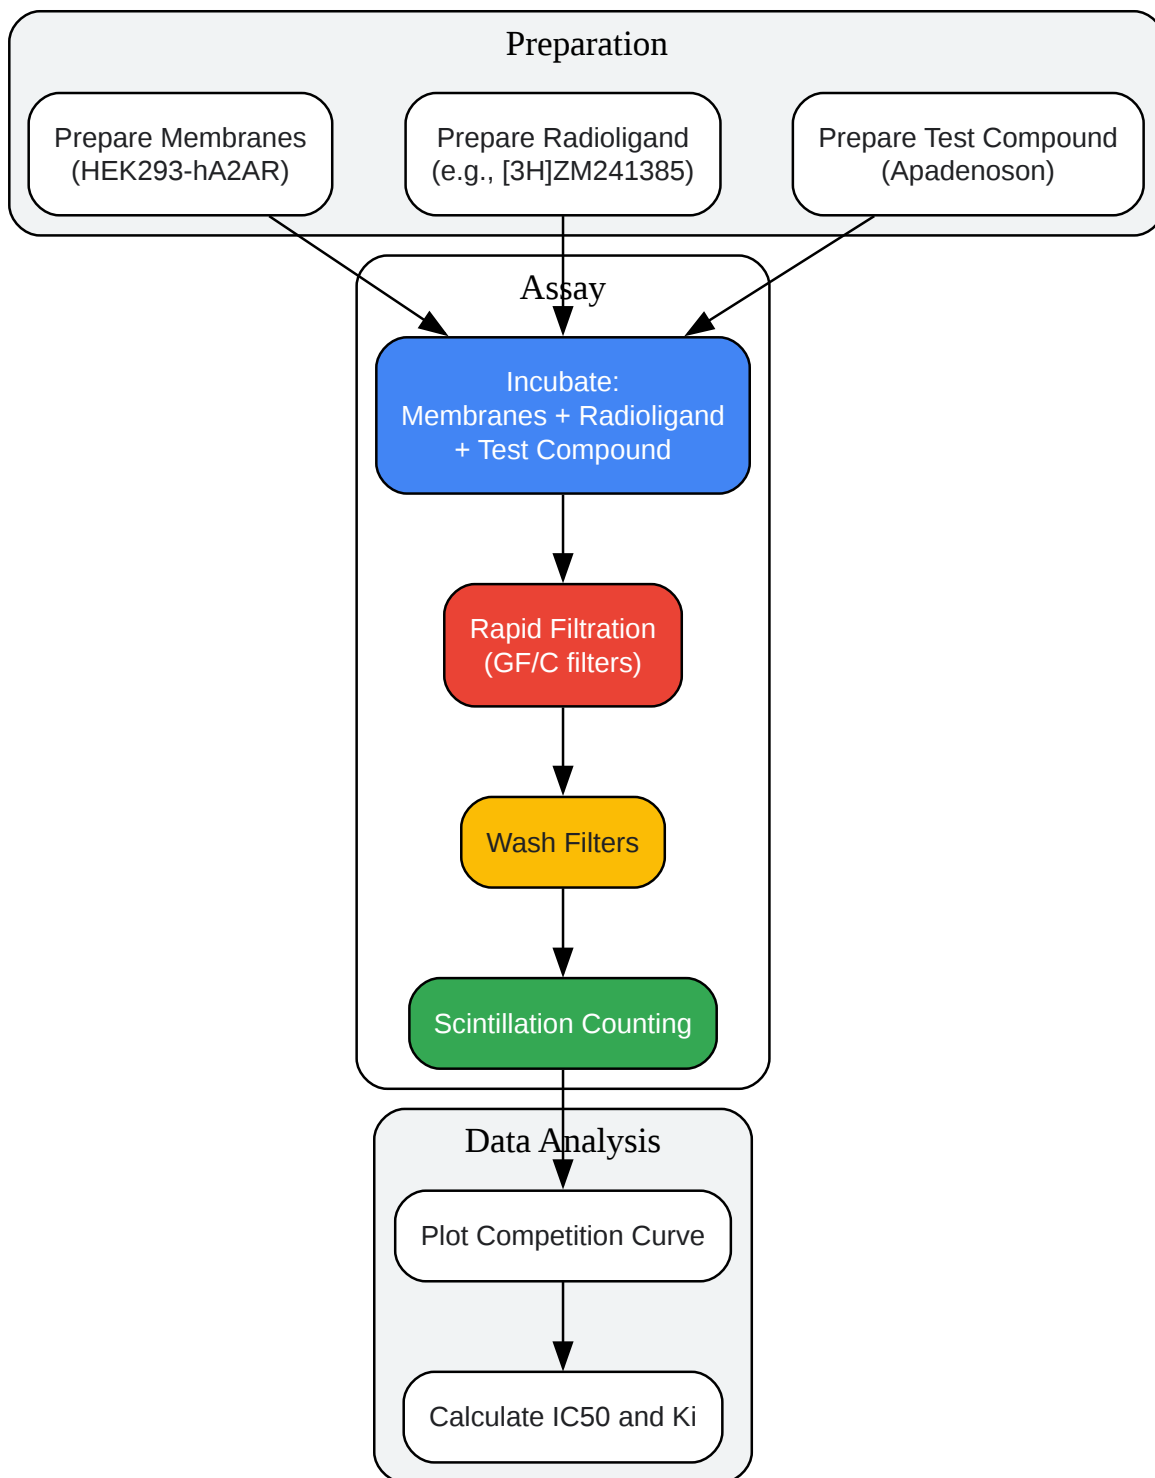 Preparation
Prepare Membranes
(HEK293-hA2AR)
Prepare Radioligand
(e.g., [3H]ZM241385)
Prepare Test Compound
(Apadenoson)
Assay
Incubate:
Membranes + Radioligand
+ Test Compound
Rapid Filtration
(GF/C filters)
Wash Filters
Scintillation Counting
Data Analysis
Plot Competition Curve
Calculate IC50 and Ki